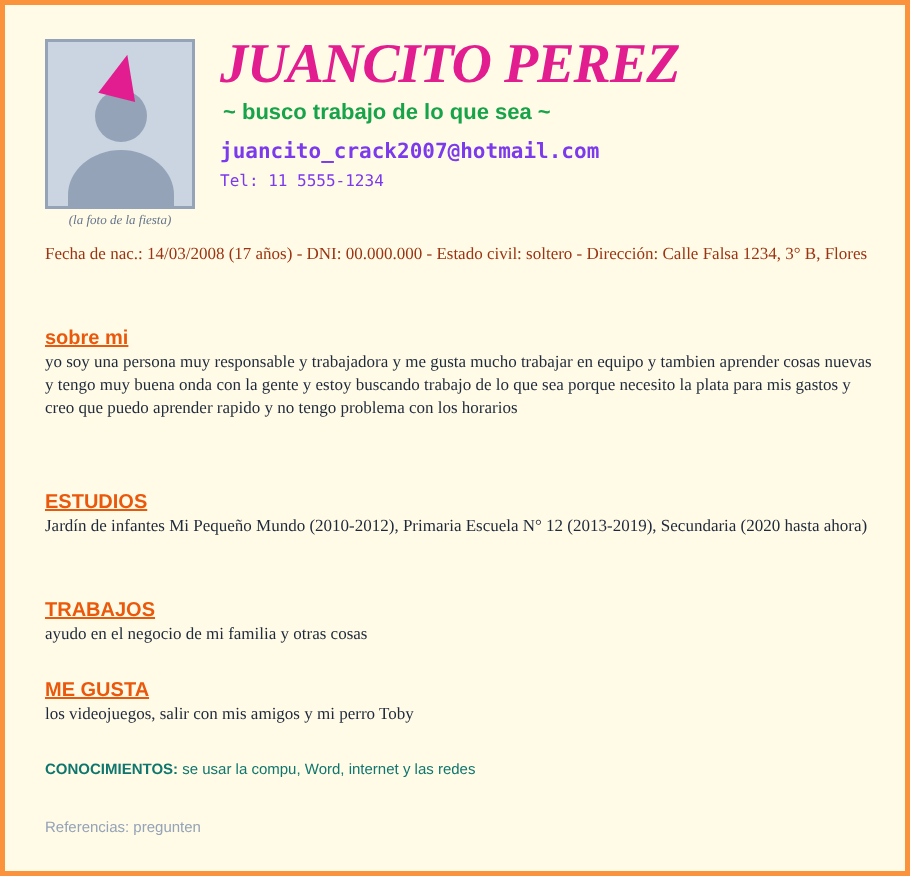 JUANCITO PEREZ
~ busco trabajo de lo que sea ~
juancito_crack2007@hotmail.com
Tel: 11 5555-1234
(la foto de la fiesta)
Fecha de nac.: 14/03/2008 (17 años) - DNI: 00.000.000 - Estado civil: soltero - Dirección: Calle Falsa 1234, 3° B, Flores
sobre mi
yo soy una persona muy responsable y trabajadora y me gusta mucho trabajar en equipo y tambien aprender cosas nuevas
y tengo muy buena onda con la gente y estoy buscando trabajo de lo que sea porque necesito la plata para mis gastos y
creo que puedo aprender rapido y no tengo problema con los horarios
ESTUDIOS
Jardín de infantes Mi Pequeño Mundo (2010-2012), Primaria Escuela N° 12 (2013-2019), Secundaria (2020 hasta ahora)
TRABAJOS
ayudo en el negocio de mi familia y otras cosas
ME GUSTA
los videojuegos, salir con mis amigos y mi perro Toby
CONOCIMIENTOS: se usar la compu, Word, internet y las redes
Referencias: pregunten